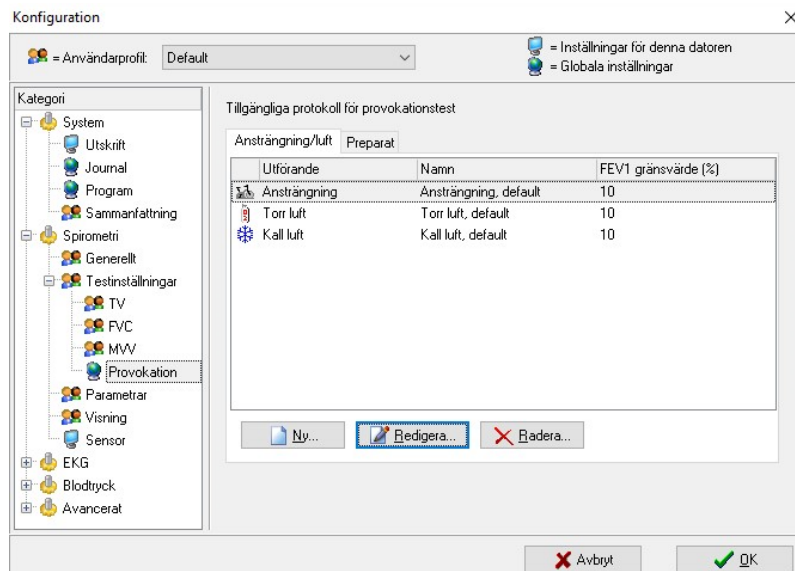 Konfiguration
= Användarprofil: Default
= Inställningar för denna datoren
= Globala inställningar
Kategori
System
Utskrift
Journal
Program
Sammanfattning
Spirometri
Generellt
Testinställningar
TV
FVC
MVV
Provokation
Parametrar
Visning
Sensor
EKG
Blodtryck
Avancerat
Tillgängliga protokoll för provokationstest
Ansträngning/luft Preparat
Utförande Namn FEV1 gränsvärde (%)
Ansträngning Ansträngning, default 10
Torr luft Torr luft, default 10
Kall luft Kall luft, default 10
Ny... Redigera... Radera...
Avbryt OK